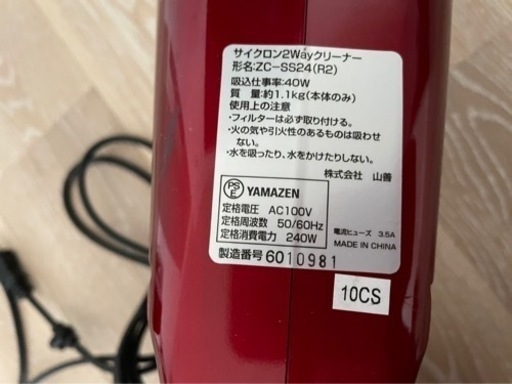 サイクロン2Wayクリーナー
形名:ZC-SS24(R2)
吸込仕事率:40W
質 量:約1.1kg(本体のみ)
使用上の注意
・フィルターは必ず取り付ける。
・火の気や引火性のあるものは吸わせない。
・水を吸ったり、水をかけたりしない。
株式会社 山善
PSE YAMAZEN
定格電圧 AC100V
定格周波数 50/60Hz
定格消費電力 240W
電流ヒューズ 3.5A
MADE IN CHINA
製造番号 6010981
10CS